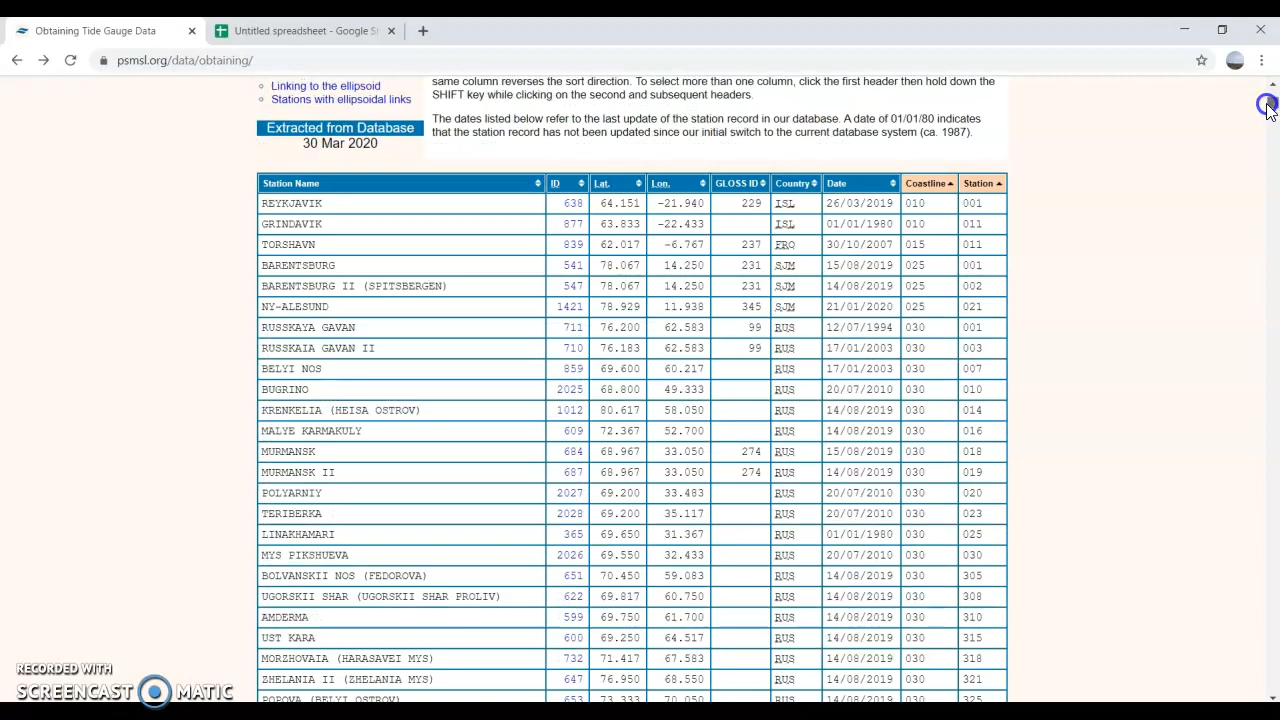 Obtaining Tide Gauge Data
Untitled spreadsheet - Google S
psmsl.org/data/obtaining/
Linking to the ellipsoid
Stations with ellipsoidal links
Extracted from Database
30 Mar 2020
same column reverses the sort direction. To select more than one column, click the first header then hold down the
SHIFT key while clicking on the second and subsequent headers.
The dates listed below refer to the last update of the station record in our database. A date of 01/01/80 indicates
that the station record has not been updated since our initial switch to the current database system (ca. 1987).
Station Name ID Lat. Lon. GLOSS ID Country Date Coastline Station
REYKJAVIK 638 64.151 -21.940 229 ISL 26/03/2019 010 001
GRINDAVIK 877 63.833 -22.433 ISL 01/01/1980 010 011
TORSHAVN 839 62.017 -6.767 237 FRO 30/10/2007 015 011
BARENTSBURG 541 78.067 14.250 231 SJM 15/08/2019 025 001
BARENTSBURG II (SPITSBERGEN) 547 78.067 14.250 231 SJM 14/08/2019 025 002
NY-ALESUND 1421 78.929 11.938 345 SJM 21/01/2020 025 021
RUSSKAYA GAVAN 711 76.200 62.583 99 RUS 12/07/1994 030 001
RUSSKAIA GAVAN II 710 76.183 62.583 99 RUS 17/01/2003 030 003
BELYI NOS 859 69.600 60.217 RUS 17/01/2003 030 007
BUGRINO 2025 68.800 49.333 RUS 20/07/2010 030 010
KRENKELIA (HEISA OSTROV) 1012 80.617 58.050 RUS 14/08/2019 030 014
MALYE KARMAKULY 609 72.367 52.700 RUS 14/08/2019 030 016
MURMANSK 684 68.967 33.050 274 RUS 15/08/2019 030 018
MURMANSK II 687 68.967 33.050 274 RUS 14/08/2019 030 019
POLYARNIY 2027 69.200 33.483 RUS 20/07/2010 030 020
TERIBERKA 2028 69.200 35.117 RUS 20/07/2010 030 023
LINAKHAMARI 365 69.650 31.367 RUS 01/01/1980 030 025
MYS PIKSHUEVA 2026 69.550 32.433 RUS 20/07/2010 030 030
BOLVANSKII NOS (FEDOROVA) 651 70.450 59.083 RUS 14/08/2019 030 305
UGORSKII SHAR (UGORSKII SHAR PROLIV) 622 69.817 60.750 RUS 14/08/2019 030 308
AMDERMA 599 69.750 61.700 RUS 14/08/2019 030 310
UST KARA 600 69.250 64.517 RUS 14/08/2019 030 315
MORZHOVAIA (HARASAVEI MYS) 732 71.417 67.583 RUS 14/08/2019 030 318
ZHELANIA II (ZHELANIA MYS) 647 76.950 68.550 RUS 14/08/2019 030 321
POPOVA (BELYI OSTROV) 653 73.333 70.050 RUS 14/08/2019 030 325
RECORDED WITH
SCREENCAST MATIC